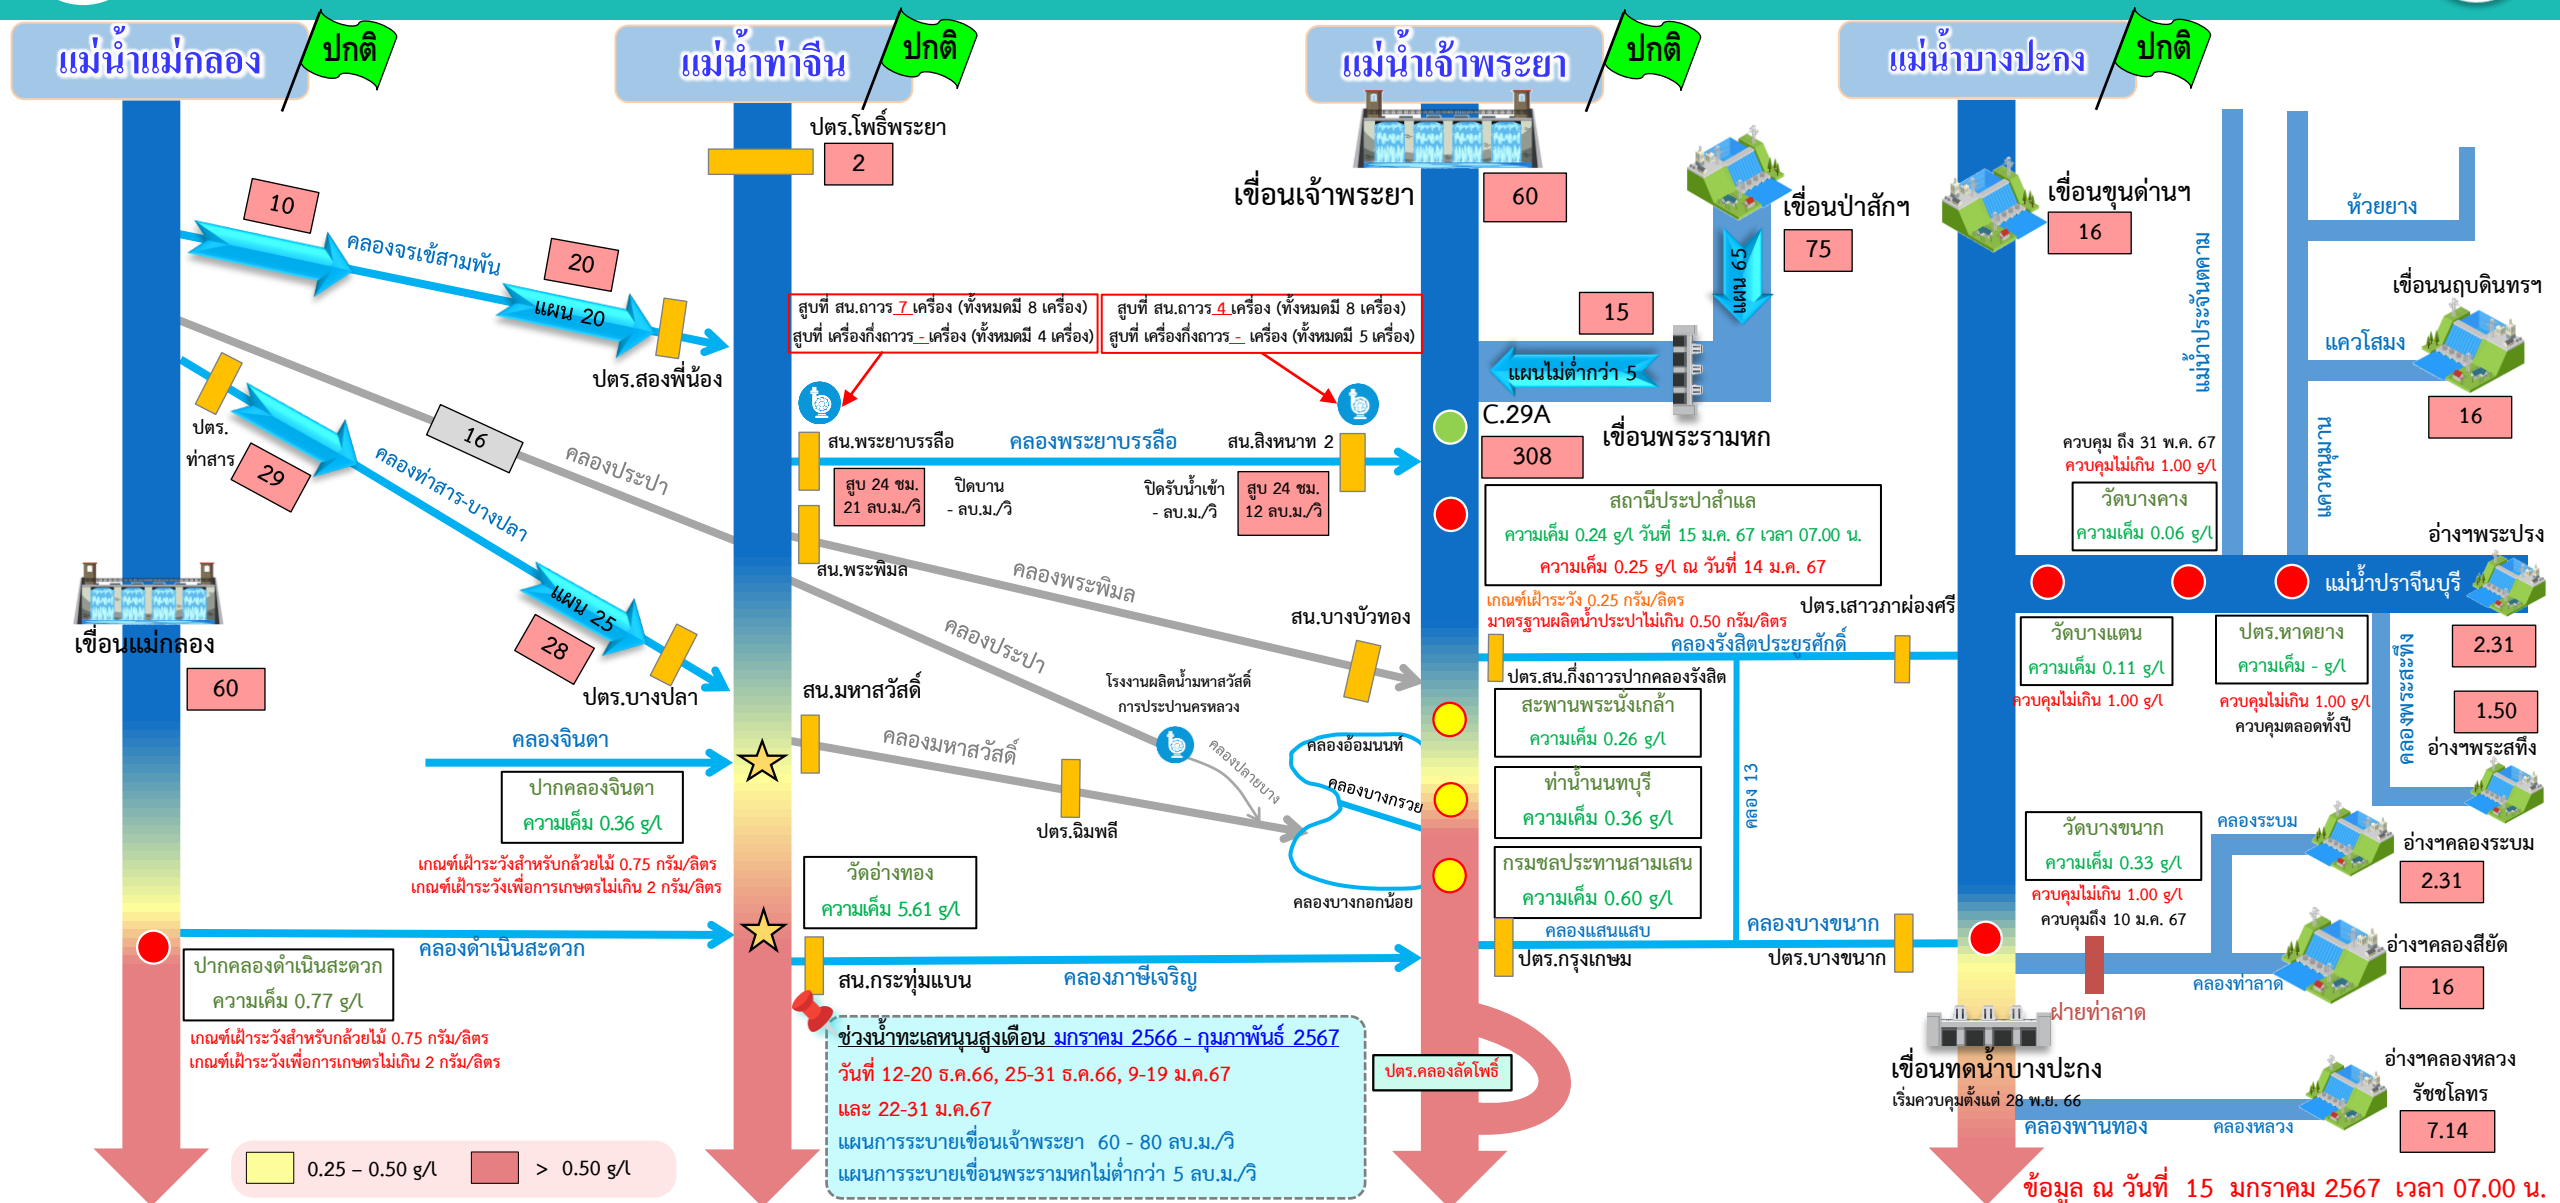 แม่น้ำแม่กลอง
ปกติ
แม่น้ำท่าจีน
ปกติ
แม่น้ำเจ้าพระยา
ปกติ
แม่น้ำบางปะกง
ปกติ
ปตร.โพธิ์พระยา
2
10
คลองจรเข้สามพัน
20
แผน 20
ปตร.สองพี่น้อง
ปตร.
ท่าสาร
29
คลองท่าสาร-บางปลา
16
คลองประปา
แผน 25
28
ปตร.บางปลา
เขื่อนแม่กลอง
60
คลองจินดา
ปากคลองจินดา
ความเค็ม 0.36 g/l
เกณฑ์เฝ้าระวังสำหรับกล้วยไม้ 0.75 กรัม/ลิตร
เกณฑ์เฝ้าระวังเพื่อการเกษตรไม่เกิน 2 กรัม/ลิตร
คลองดำเนินสะดวก
ปากคลองดำเนินสะดวก
ความเค็ม 0.77 g/l
เกณฑ์เฝ้าระวังสำหรับกล้วยไม้ 0.75 กรัม/ลิตร
เกณฑ์เฝ้าระวังเพื่อการเกษตรไม่เกิน 2 กรัม/ลิตร
0.25 – 0.50 g/l
> 0.50 g/l
สูบที่ สน.ถาวร 7 เครื่อง (ทั้งหมดมี 8 เครื่อง)
สูบที่ เครื่องกึ่งถาวร - เครื่อง (ทั้งหมดมี 4 เครื่อง)
สูบที่ สน.ถาวร 4 เครื่อง (ทั้งหมดมี 8 เครื่อง)
สูบที่ เครื่องกึ่งถาวร - เครื่อง (ทั้งหมดมี 5 เครื่อง)
สน.พระยาบรรลือ
คลองพระยาบรรลือ
สน.สิงหนาท 2
สูบ 24 ชม.
21 ลบ.ม./วิ
ปิดบาน
- ลบ.ม./วิ
ปิดรับน้ำเข้า
- ลบ.ม./วิ
สูบ 24 ชม.
12 ลบ.ม./วิ
สน.พระพิมล
คลองพระพิมล
คลองประปา
สน.บางบัวทอง
สน.มหาสวัสดิ์
คลองมหาสวัสดิ์
โรงงานผลิตน้ำมหาสวัสดิ์
การประปานครหลวง
คลองปลายบาง
ปตร.ฉิมพลี
คลองอ้อมนนท์
คลองบางกรวย
คลองบางกอกน้อย
วัดอ่างทอง
ความเค็ม 5.61 g/l
สน.กระทุ่มแบน
คลองภาษีเจริญ
ช่วงน้ำทะเลหนุนสูงเดือน มกราคม 2566 - กุมภาพันธ์ 2567
วันที่ 12-20 ธ.ค.66, 25-31 ธ.ค.66, 9-19 ม.ค.67
และ 22-31 ม.ค.67
แผนการระบายเขื่อนเจ้าพระยา 60 - 80 ลบ.ม./วิ
แผนการระบายเขื่อนพระรามหกไม่ต่ำกว่า 5 ลบ.ม./วิ
ปตร.คลองลัดโพธิ์
เขื่อนเจ้าพระยา
60
เขื่อนป่าสักฯ
75
แผน 65
15
แผนไม่ต่ำกว่า 5
เขื่อนพระรามหก
C.29A
308
สถานีประปาสำแล
ความเค็ม 0.24 g/l วันที่ 15 ม.ค. 67 เวลา 07.00 น.
ความเค็ม 0.25 g/l ณ วันที่ 14 ม.ค. 67
เกณฑ์เฝ้าระวัง 0.25 กรัม/ลิตร
มาตรฐานผลิตน้ำประปาไม่เกิน 0.50 กรัม/ลิตร
ปตร.เสาวภาผ่องศรี
คลองรังสิตประยูรศักดิ์
ปตร.สน.กึ่งถาวรปากคลองรังสิต
สะพานพระนั่งเกล้า
ความเค็ม 0.26 g/l
ท่าน้ำนนทบุรี
ความเค็ม 0.36 g/l
กรมชลประทานสามเสน
ความเค็ม 0.60 g/l
คลอง 13
คลองแสนแสบ
คลองบางขนาก
ปตร.กรุงเกษม
ปตร.บางขนาก
เขื่อนขุนด่านฯ
16
แม่น้ำประจันตคาม
ห้วยยาง
เขื่อนนฤบดินทรฯ
แควโสมง
16
แควหนุมาน
ควบคุม ถึง 31 พ.ค. 67
ควบคุมไม่เกิน 1.00 g/l
วัดบางคาง
ความเค็ม 0.06 g/l
อ่างฯพระปรง
แม่น้ำปราจีนบุรี
2.31
วัดบางแตน
ความเค็ม 0.11 g/l
ควบคุมไม่เกิน 1.00 g/l
ปตร.หาดยาง
ความเค็ม - g/l
ควบคุมไม่เกิน 1.00 g/l
ควบคุมตลอดทั้งปี
คลองพระสะทึง
1.50
อ่างฯพระสทึง
วัดบางขนาก
ความเค็ม 0.33 g/l
ควบคุมไม่เกิน 1.00 g/l
ควบคุมถึง 10 ม.ค. 67
คลองระบม
อ่างฯคลองระบม
2.31
อ่างฯคลองสียัด
16
คลองท่าลาด
ฝายท่าลาด
เขื่อนทดน้ำบางปะกง
เริ่มควบคุมตั้งแต่ 28 พ.ย. 66
คลองพานทอง
คลองหลวง
อ่างฯคลองหลวง
รัชชโลทร
7.14
ข้อมูล ณ วันที่ 15 มกราคม 2567 เวลา 07.00 น.